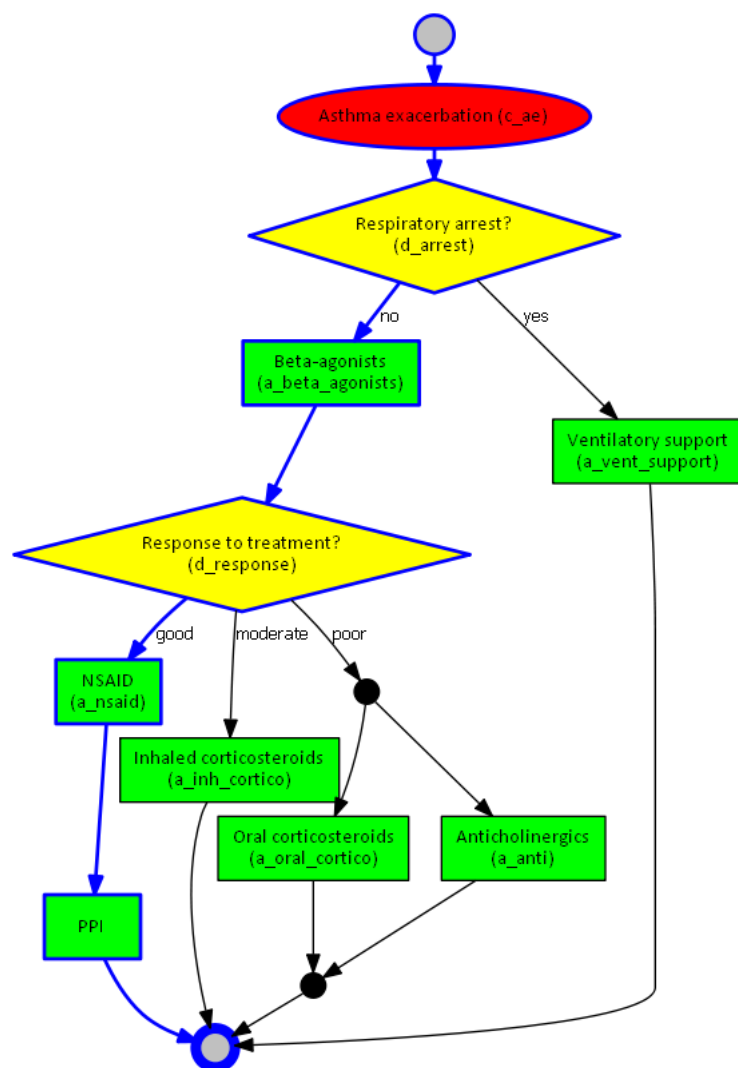 Asthma exacerbation (c_ae)
Respiratory arrest?
(d_arrest)
no
yes
Beta-agonists
(a_beta_agonists)
Ventilatory support
(a_vent_support)
Response to treatment?
(d_response)
good
moderate
poor
NSAID
(a_nsaid)
Inhaled corticosteroids
(a_inh_cortico)
Oral corticosteroids
(a_oral_cortico)
Anticholinergics
(a_anti)
PPI